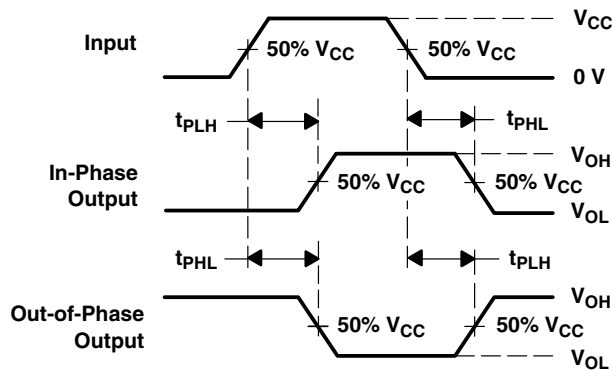 Input
50% VCC
50% VCC
VCC
0 V
tPLH
tPHL
In-Phase
Output
50% VCC
50% VCC
VOH
VOL
tPHL
tPLH
Out-of-Phase
Output
50% VCC
50% VCC
VOH
VOL